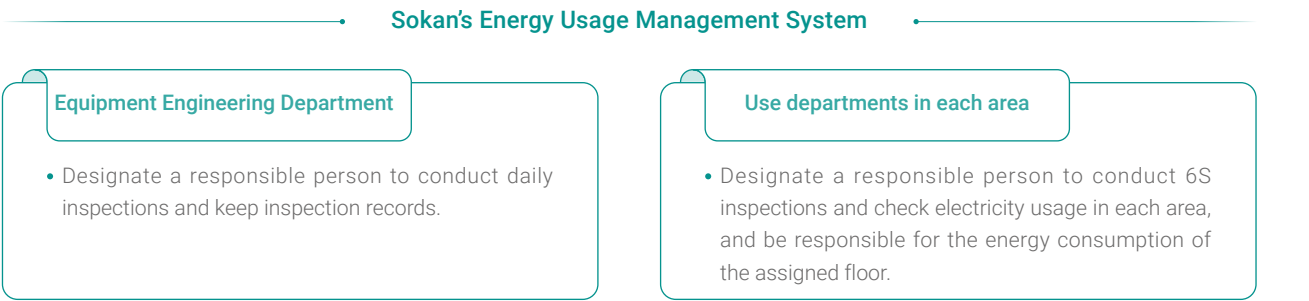 Sokan's Energy Usage Management System
Equipment Engineering Department
• Designate a responsible person to conduct daily
inspections and keep inspection records.
Use departments in each area
• Designate a responsible person to conduct 6S
inspections and check electricity usage in each area,
and be responsible for the energy consumption of
the assigned floor.